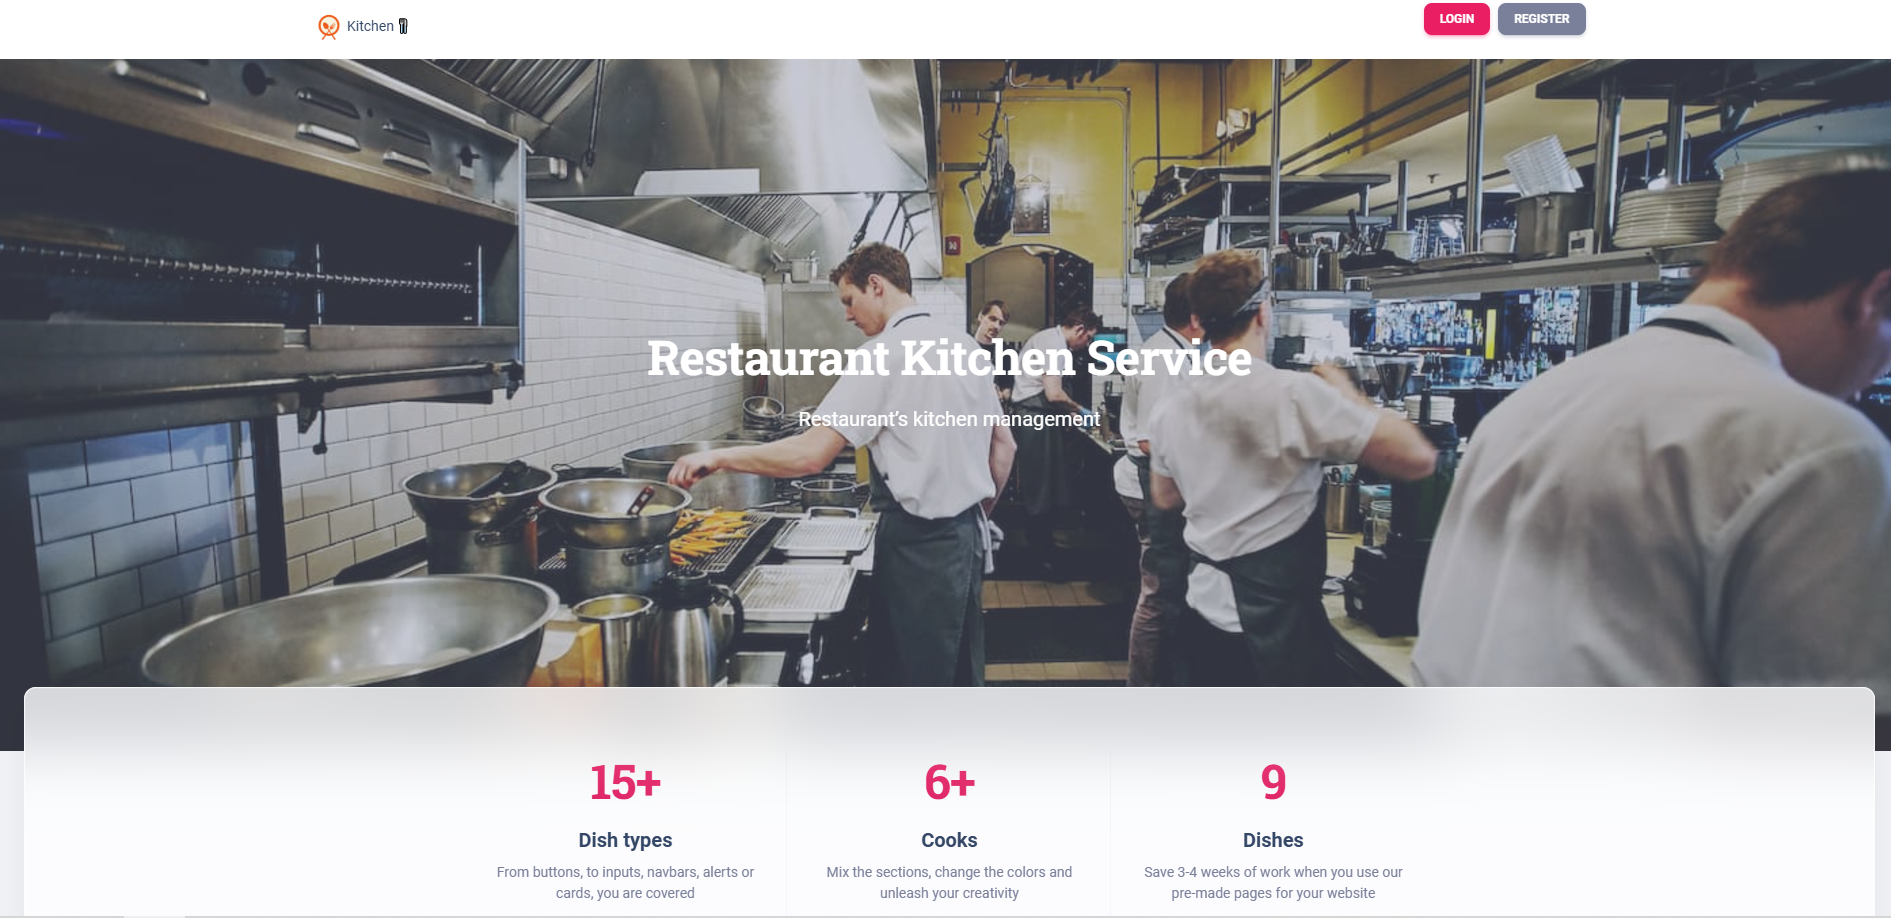 Kitchen
LOGIN
REGISTER
Restaurant Kitchen Service
Restaurant's kitchen management
15+
6+
9
Dish types
Cooks
Dishes
From buttons, to inputs, navbars, alerts or
cards, you are covered
Mix the sections, change the colors and
unleash your creativity
Save 3-4 weeks of work when you use our
pre-made pages for your website